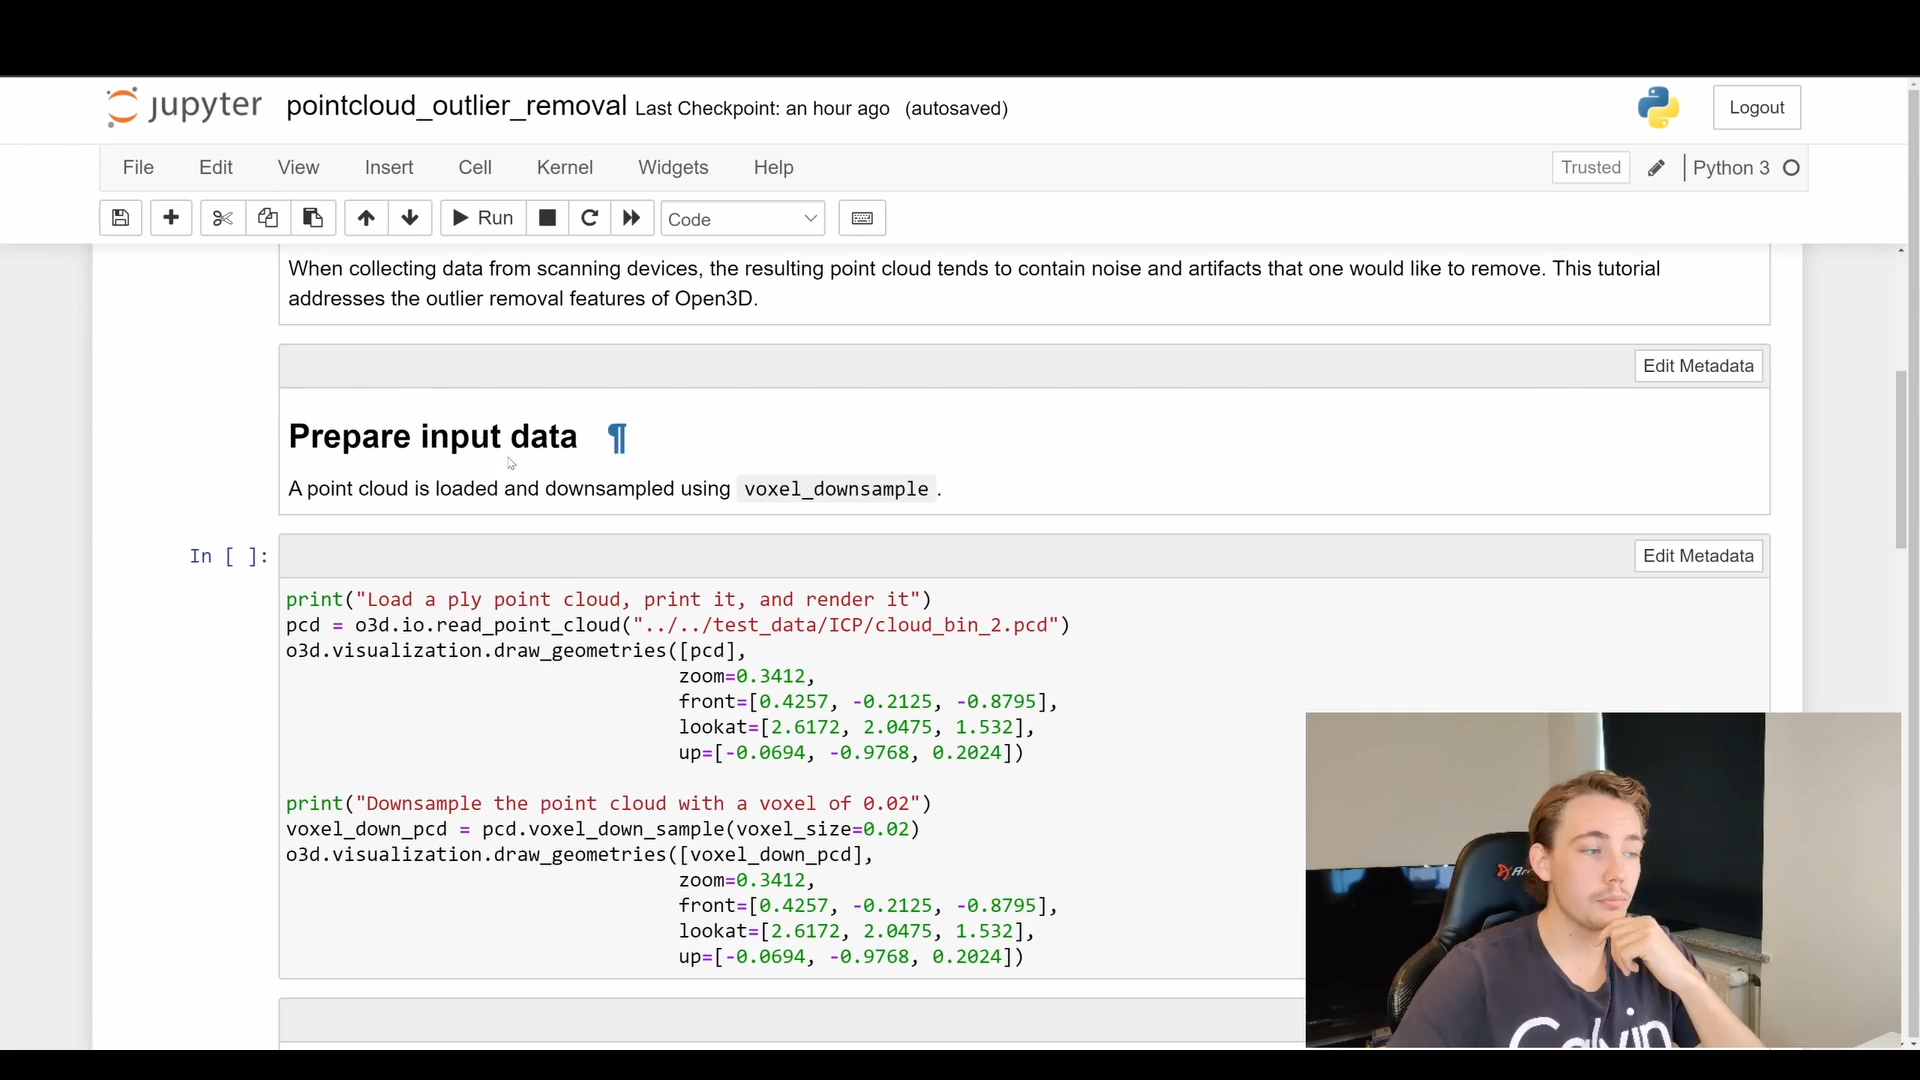 jupyter pointcloud_outlier_removal Last Checkpoint: an hour ago (autosaved) Logout
File Edit View Insert Cell Kernel Widgets Help Trusted Python 3
Run Code
When collecting data from scanning devices, the resulting point cloud tends to contain noise and artifacts that one would like to remove. This tutorial
addresses the outlier removal features of Open3D.
Edit Metadata
Prepare input data ¶
A point cloud is loaded and downsampled using voxel_downsample.
In [ ]:
Edit Metadata
print("Load a ply point cloud, print it, and render it")
pcd = o3d.io.read_point_cloud("../../test_data/ICP/cloud_bin_2.pcd")
o3d.visualization.draw_geometries([pcd],
zoom=0.3412,
front=[0.4257, -0.2125, -0.8795],
lookat=[2.6172, 2.0475, 1.532],
up=[-0.0694, -0.9768, 0.2024])
print("Downsample the point cloud with a voxel of 0.02")
voxel_down_pcd = pcd.voxel_down_sample(voxel_size=0.02)
o3d.visualization.draw_geometries([voxel_down_pcd],
zoom=0.3412,
front=[0.4257, -0.2125, -0.8795],
lookat=[2.6172, 2.0475, 1.532],
up=[-0.0694, -0.9768, 0.2024])
Calvin